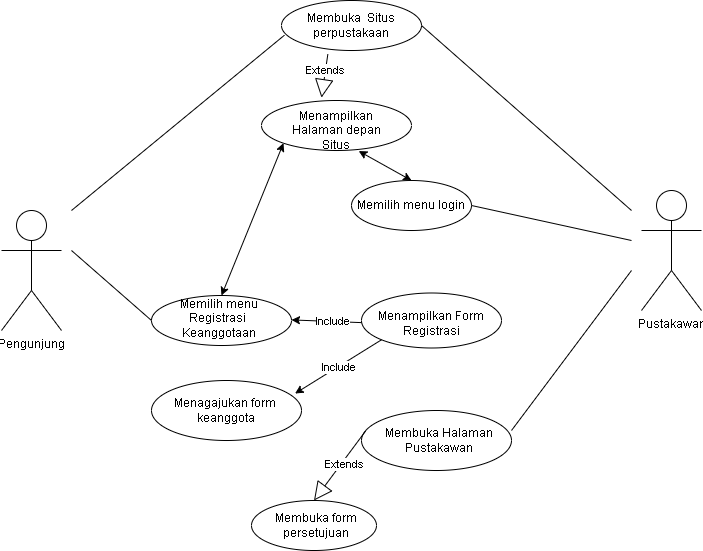 Membuka  Situs
perpustakaan
Extends
Menampilkan
Halaman depan
Situs
Memilih menu login
Pengunjung
Pustakawan
Memilih menu
Registrasi
Keanggotaan
Include
Menampilkan Form
Registrasi
Include
Menagajukan form
keanggota
Membuka Halaman
Pustakawan
Extends
Membuka form
persetujuan